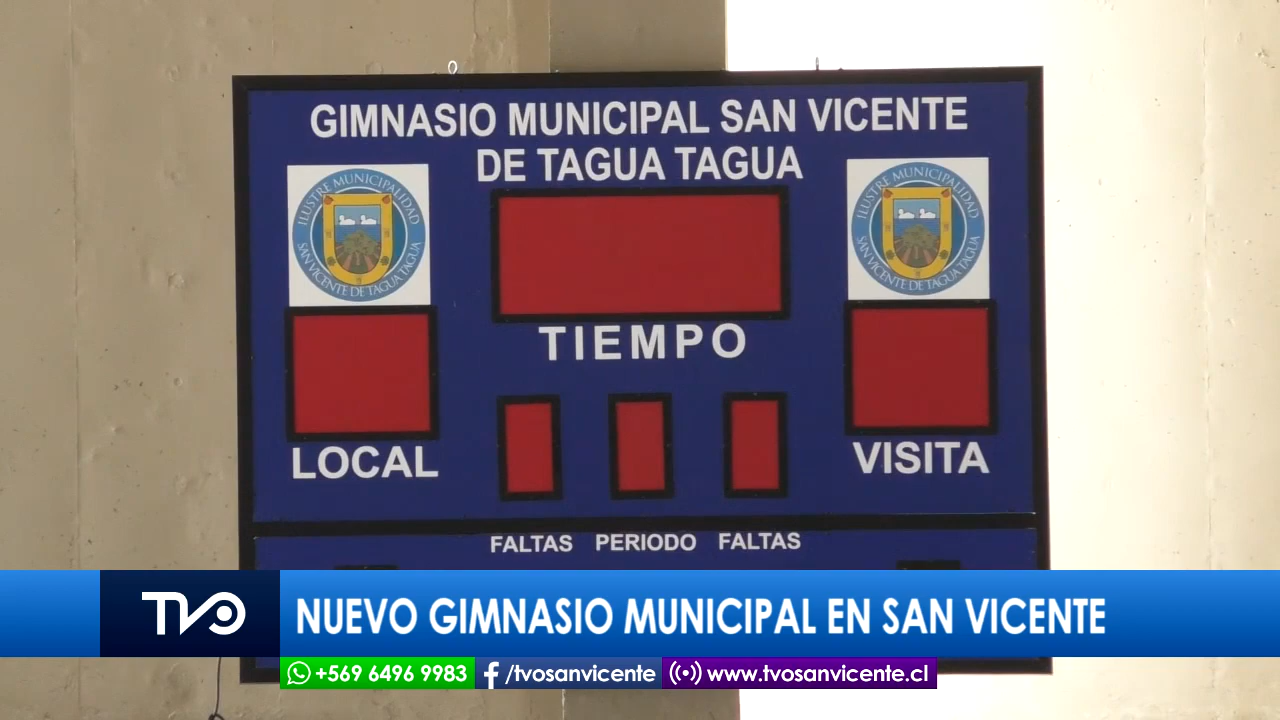 GIMNASIO MUNICIPAL SAN VICENTE
DE TAGUA TAGUA
ILUSTRE MUNICIPALIDAD
SAN VICENTE DE TAGUA TAGUA
ILUSTRE MUNICIPALIDAD
SAN VICENTE DE TAGUA TAGUA
TIEMPO
LOCAL
VISITA
FALTAS PERIODO FALTAS
TVO
NUEVO GIMNASIO MUNICIPAL EN SAN VICENTE
+569 6496 9983 /tvosanvicente www.tvosanvicente.cl